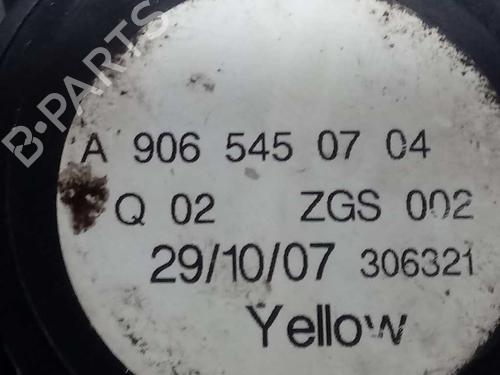 B-PARTS
A 906 545 07 04
Q 02 ZGS 002
29/10/07 306321
Yellow